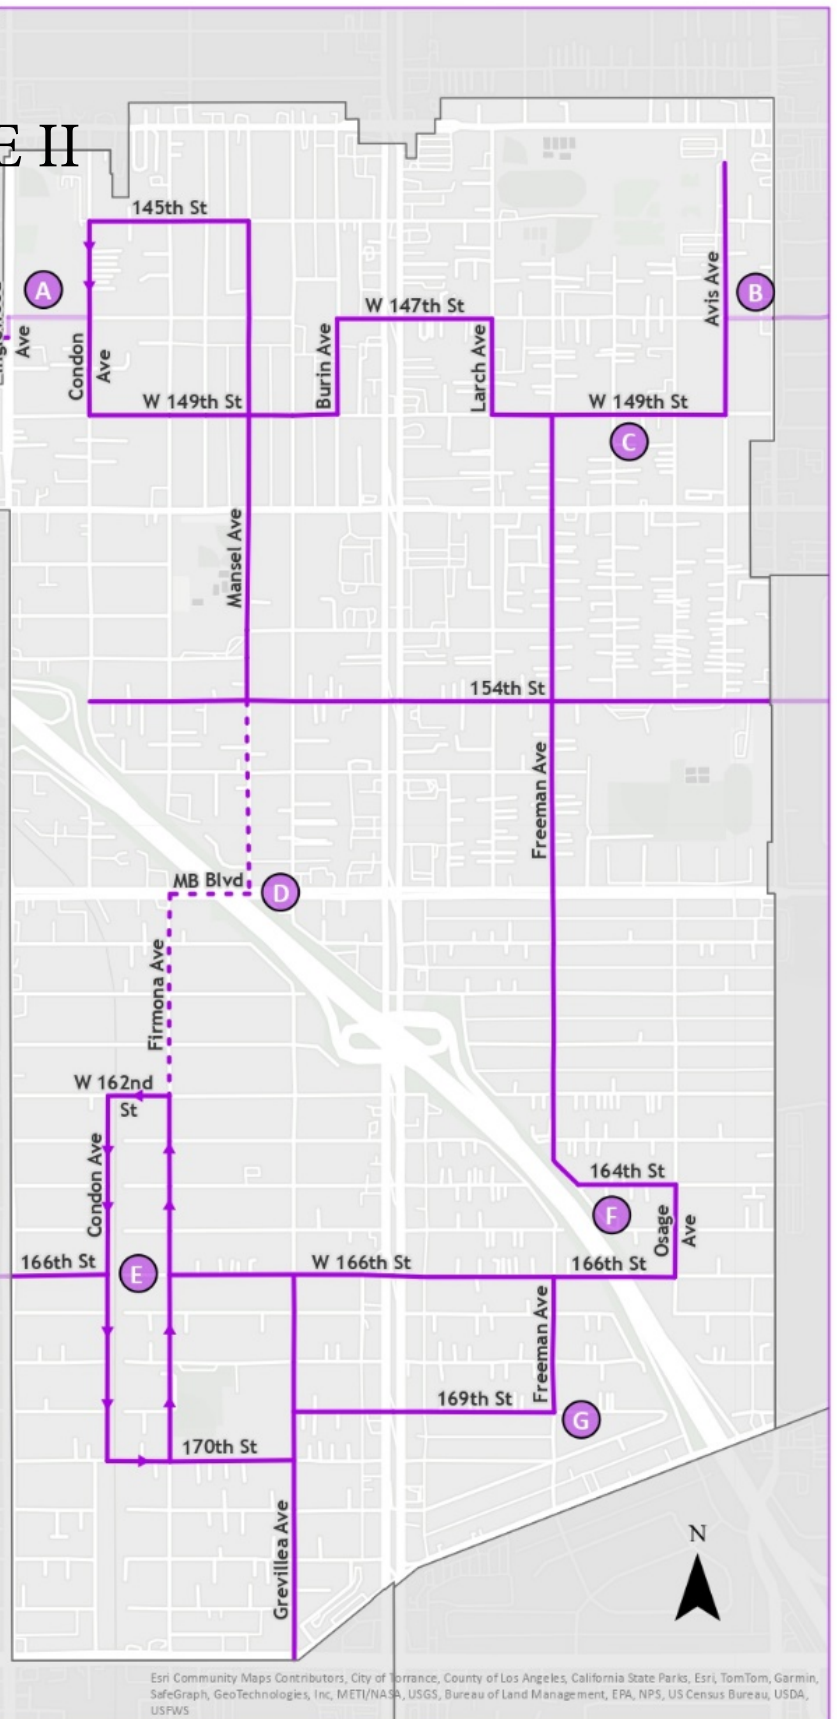 E II
145th St
A
B
Avis Ave
W 147th St
Ave
Condon
Ave
Burin Ave
Larch Ave
W 149th St
W 149th St
C
Mansel Ave
154th St
Freeman Ave
MB Blvd
D
Firmona Ave
W 162nd
St
Condon Ave
164th St
F
Osage
Ave
166th St
E
W 166th St
166th St
Freeman Ave
169th St
G
170th St
Grevillea Ave
N
Esri Community Maps Contributors, City of Torrance, County of Los Angeles, California State Parks, Esri, TomTom, Garmin,
SafeGraph, GeoTechnologies, Inc, METI/NASA, USGS, Bureau of Land Management, EPA, NPS, US Census Bureau, USDA,
USFWS